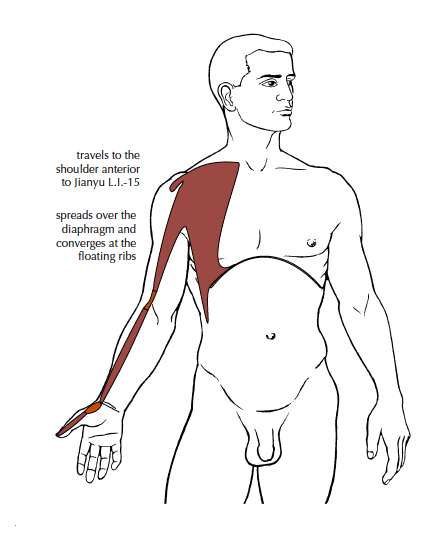 travels to the
shoulder anterior
to Jianyu L.I.-15
spreads over the
diaphragm and
converges at the
floating ribs